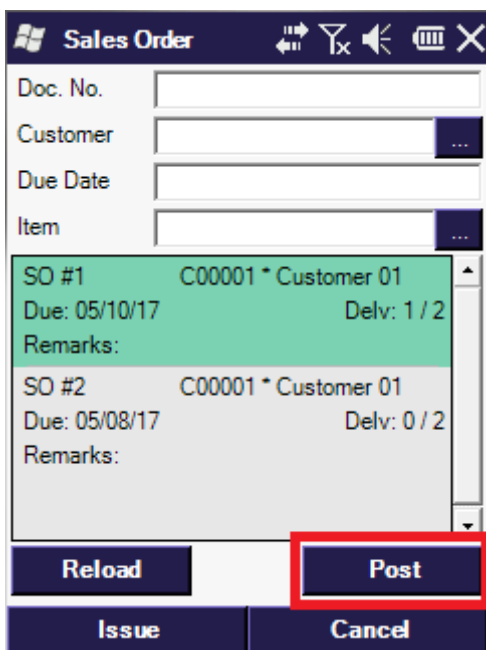 Sales Order
Doc. No.
Customer ...
Due Date
Item ...
SO #1 C00001 * Customer 01
Due: 05/10/17 Delv: 1 / 2
Remarks:
SO #2 C00001 * Customer 01
Due: 05/08/17 Delv: 0 / 2
Remarks:
Reload Post
Issue Cancel